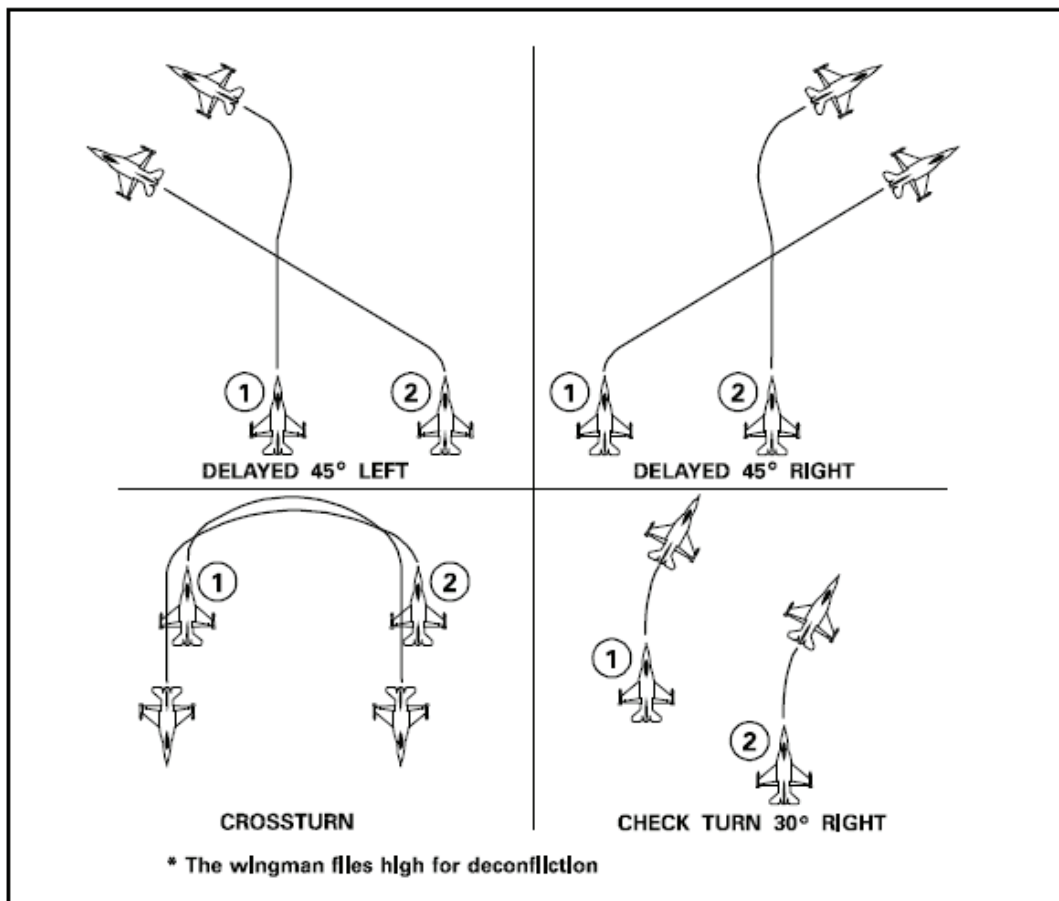 1
2
DELAYED 45° LEFT
1
2
DELAYED 45° RIGHT
1
2
CROSSTURN
1
2
CHECK TURN 30° RIGHT
* The wingman flies high for deconfliction